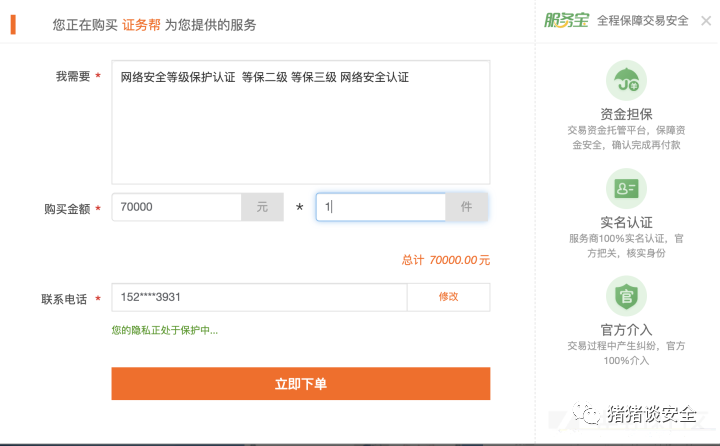 您正在购买 证务帮 为您提供的服务
服务宝 全程保障交易安全
我需要 *
网络安全等级保护认证 等保二级 等保三级 网络安全认证
购买金额 * 70000 元 * 1 件
总计 70000.00元
联系电话 * 152****3931 修改
您的隐私正处于保护中...
立即下单
资金担保
交易资金托管平台，保障资
金安全，确认完成再付款
实名认证
服务商100%实名认证，官
方把关，核实身份
官
官方介入
交易过程中产生纠纷，官方
100%介入
猪猪谈安全